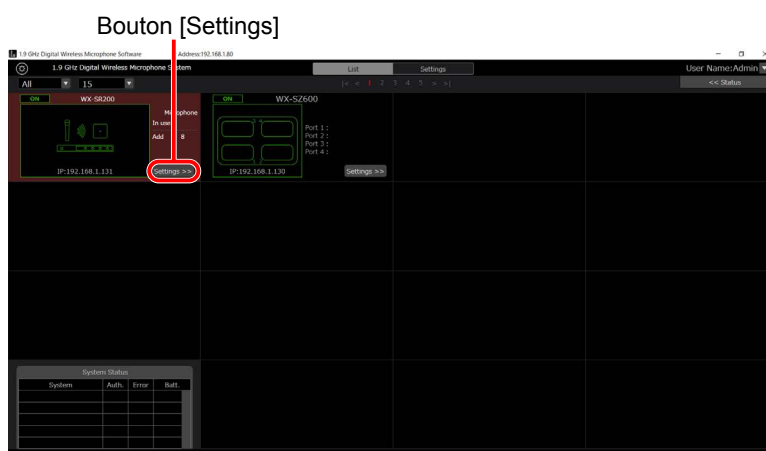 Bouton [Settings]
1.9 GHz Digital Wireless Microphone Software Address:192.168.1.80
1.9 GHz Digital Wireless Microphone System List Settings User Name:Admin
All 15 |< < 1 2 3 4 5 > >| << Status
ON WX-SR200
Microphone
In use
Add 8
IP:192.168.1.131 Settings >>
ON WX-SZ600
Port 1 :
Port 2 :
Port 3 :
Port 4 :
IP:192.168.1.130 Settings >>
System Status
System Auth. Error Batt.